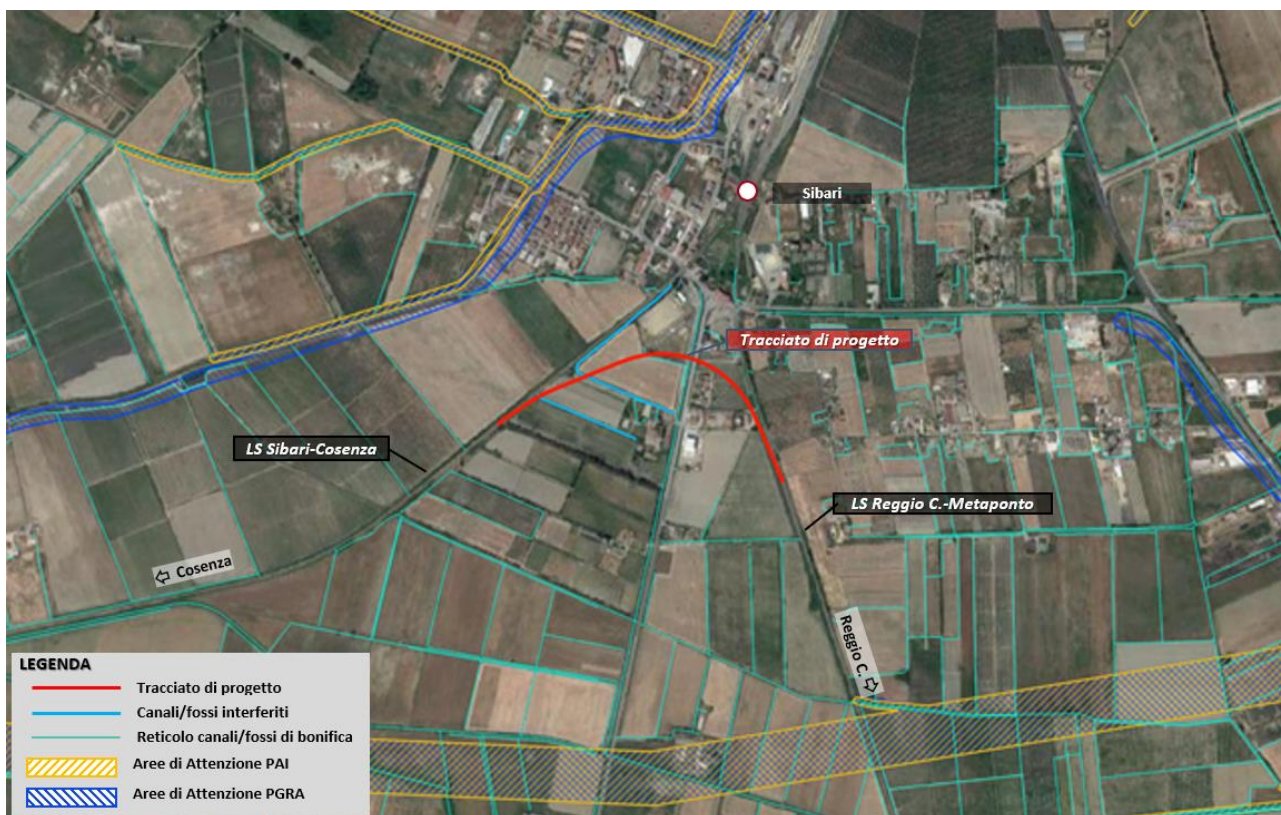 Sibari
Tracciato di progetto
LS Sibari-Cosenza
LS Reggio C.-Metaponto
Cosenza
Reggio C.
LEGENDA
Tracciato di progetto
Canali/fossi interferiti
Reticolo canali/fossi di bonifica
Aree di Attenzione PAI
Aree di Attenzione PGRA